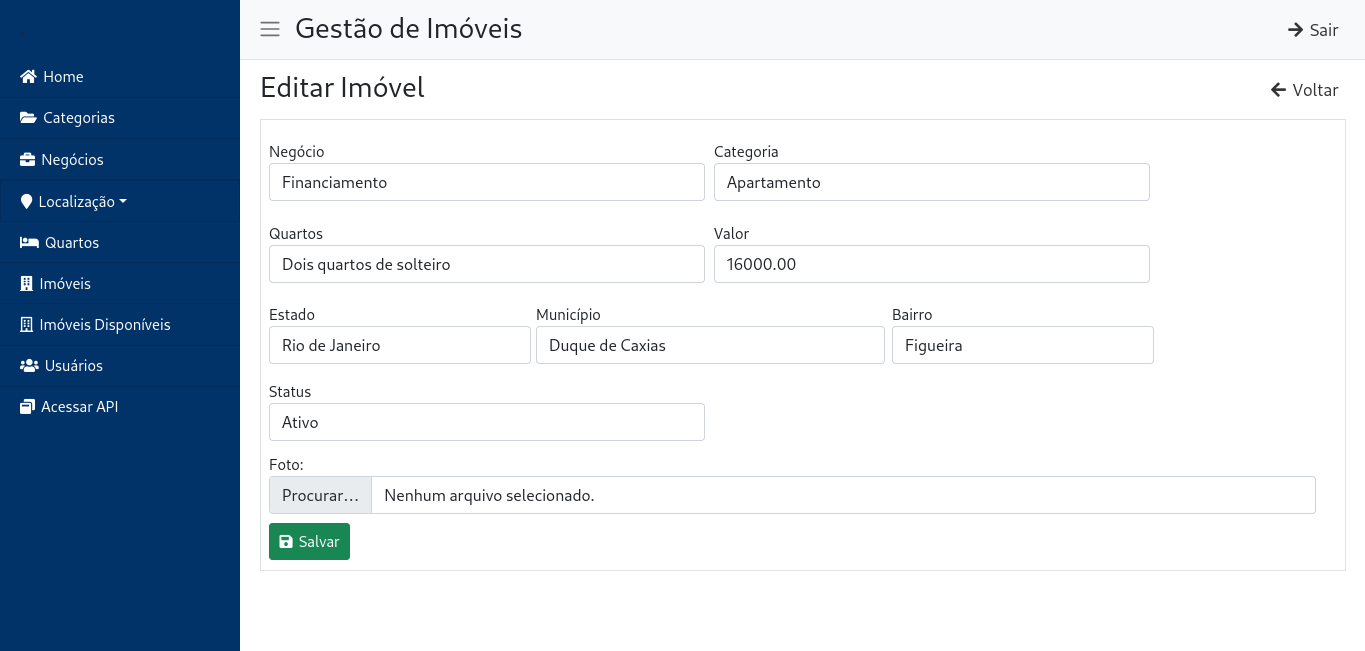 Gestão de Imóveis
Sair
Home
Categorias
Negócios
Localização
Quartos
Imóveis
Imóveis Disponíveis
Usuários
Acessar API
Editar Imóvel
Voltar
Negócio
Categoria
Financiamento
Apartamento
Quartos
Valor
Dois quartos de solteiro
16000.00
Estado
Município
Bairro
Rio de Janeiro
Duque de Caxias
Figueira
Status
Ativo
Foto:
Procurar...
Nenhum arquivo selecionado.
Salvar